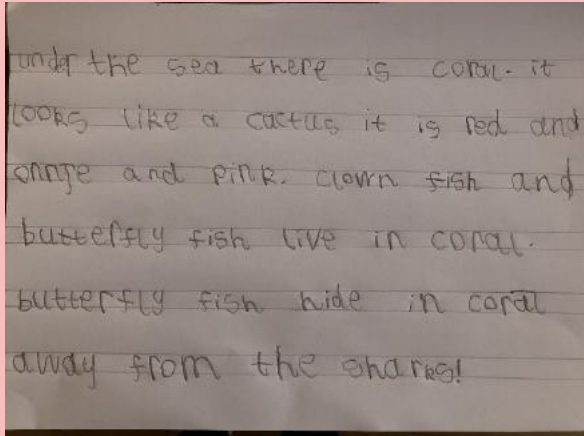 under the sea there is coral. it
looks like a cactus it is red and
onnje and pink. clown fish and
butterfly fish live in coral.
butterfly fish hide in coral
away from the sharks!